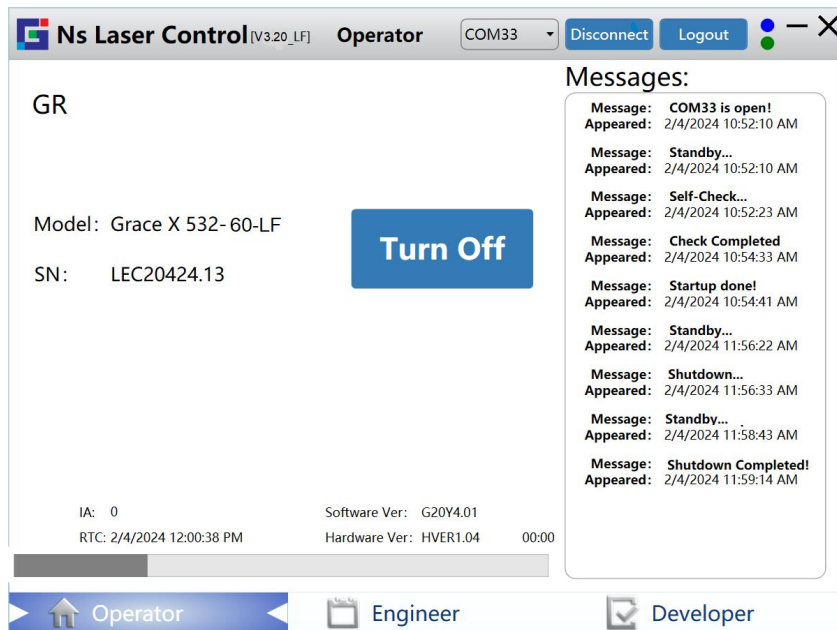 Ns Laser Control [V3.20_LF] Operator COM33 Disconnect Logout
Messages:
GR
Model: Grace X 532-60-LF
SN: LEC20424.13
Turn Off
Message: COM33 is open!
Appeared: 2/4/2024 10:52:10 AM
Message: Standby...
Appeared: 2/4/2024 10:52:10 AM
Message: Self-Check...
Appeared: 2/4/2024 10:52:23 AM
Message: Check Completed
Appeared: 2/4/2024 10:54:33 AM
Message: Startup done!
Appeared: 2/4/2024 10:54:41 AM
Message: Standby...
Appeared: 2/4/2024 11:56:22 AM
Message: Shutdown...
Appeared: 2/4/2024 11:56:33 AM
Message: Standby...
Appeared: 2/4/2024 11:58:43 AM
Message: Shutdown Completed!
Appeared: 2/4/2024 11:59:14 AM
IA: 0 Software Ver: G20Y4.01
RTC: 2/4/2024 12:00:38 PM Hardware Ver: HVER1.04 00:00
Operator Engineer Developer